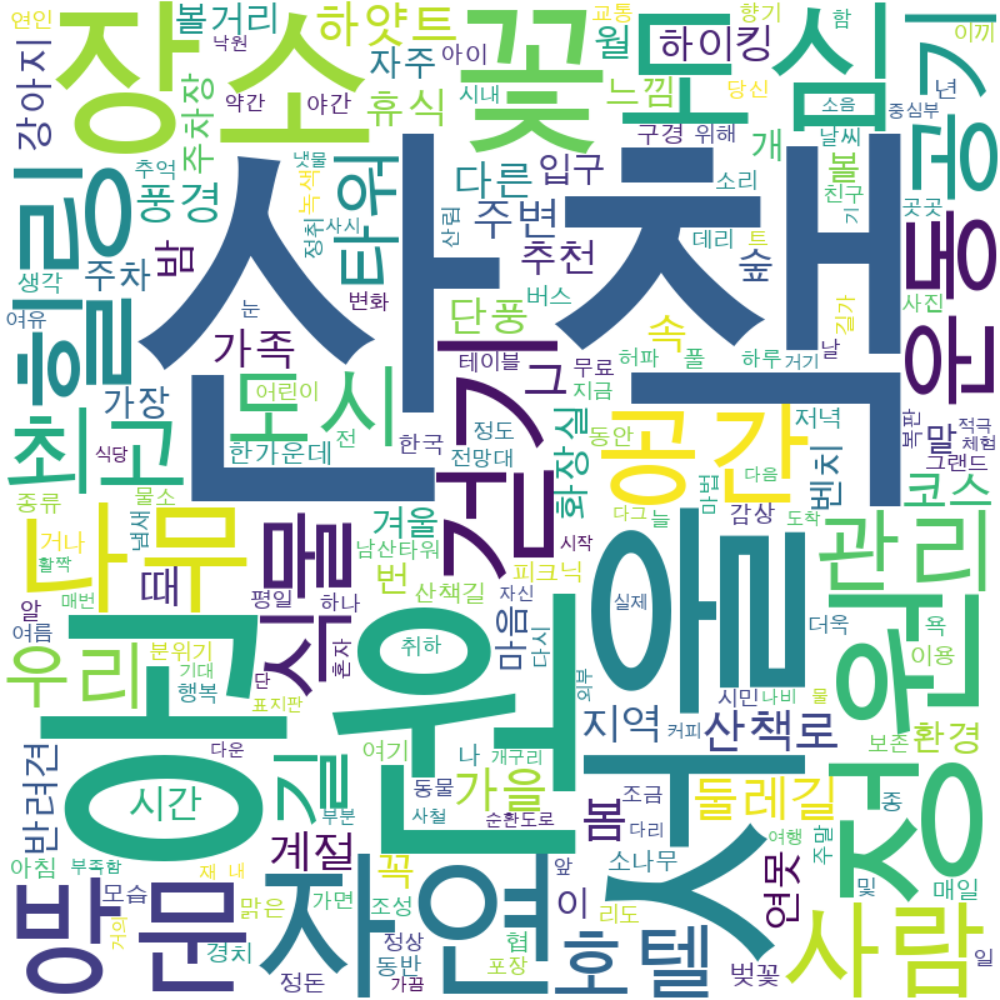 연인
볼거리
하얏트
교통
향기
함
기
이끼
낙원
장소
꽃
도심
자주
아이
월
하이킹
강아지
약간
야간
휴식
시내
느낌
당신
소음
중심부
년
주차장
구경
위해
개
날씨
볼
공기
힐링
추억
냇물
녹색
타워
다른
입구
소리
친구
곳곳
풍경
정취
사시
산책
산림
주변
데리
트
기
운동
생각
주차
밤
추천
숲
여유
눈
변화
단풍
버스
길가
사진
가족
테이블
그
무료
속
허파
풀
하루
거기
날
가장
어린이
도시
걷기
지금
최고
전
한국
정도
화장실
동안
공간
저녁
말
복판
적극
체험
식당
한가운데
전망대
벤치
그랜드
종류
물소
코스
나무
식물
겨울
다그
늘
마법
다음
감상
도착
거나
볍새
남산타워
시작
관리
활짝
매번
때
번
산책길
피크닉
알
평일
하나
자신
실제
여름
공원
서울
마음
다시
더욱
욕
우리
분위기
취하
정원
이용
기대
단
혼자
행복
표지판
외부
시민
나비
물
길
지역
커피
산책로
보존
환경
다운
여기
나
개구리
반려견
시간
동물
가을
봄
조금
둘레길
종
부분
사철
순환도로
다리
여행
주말
아침
부족함
계절
재
내
꼭
앞
소나무
연못
및
매일
방문
모습
맑은
자연
가면
조성
이
리도
사람
거의
경치
정상
협
호텔
벚꽃
일
정돈
동반
가끔
포장